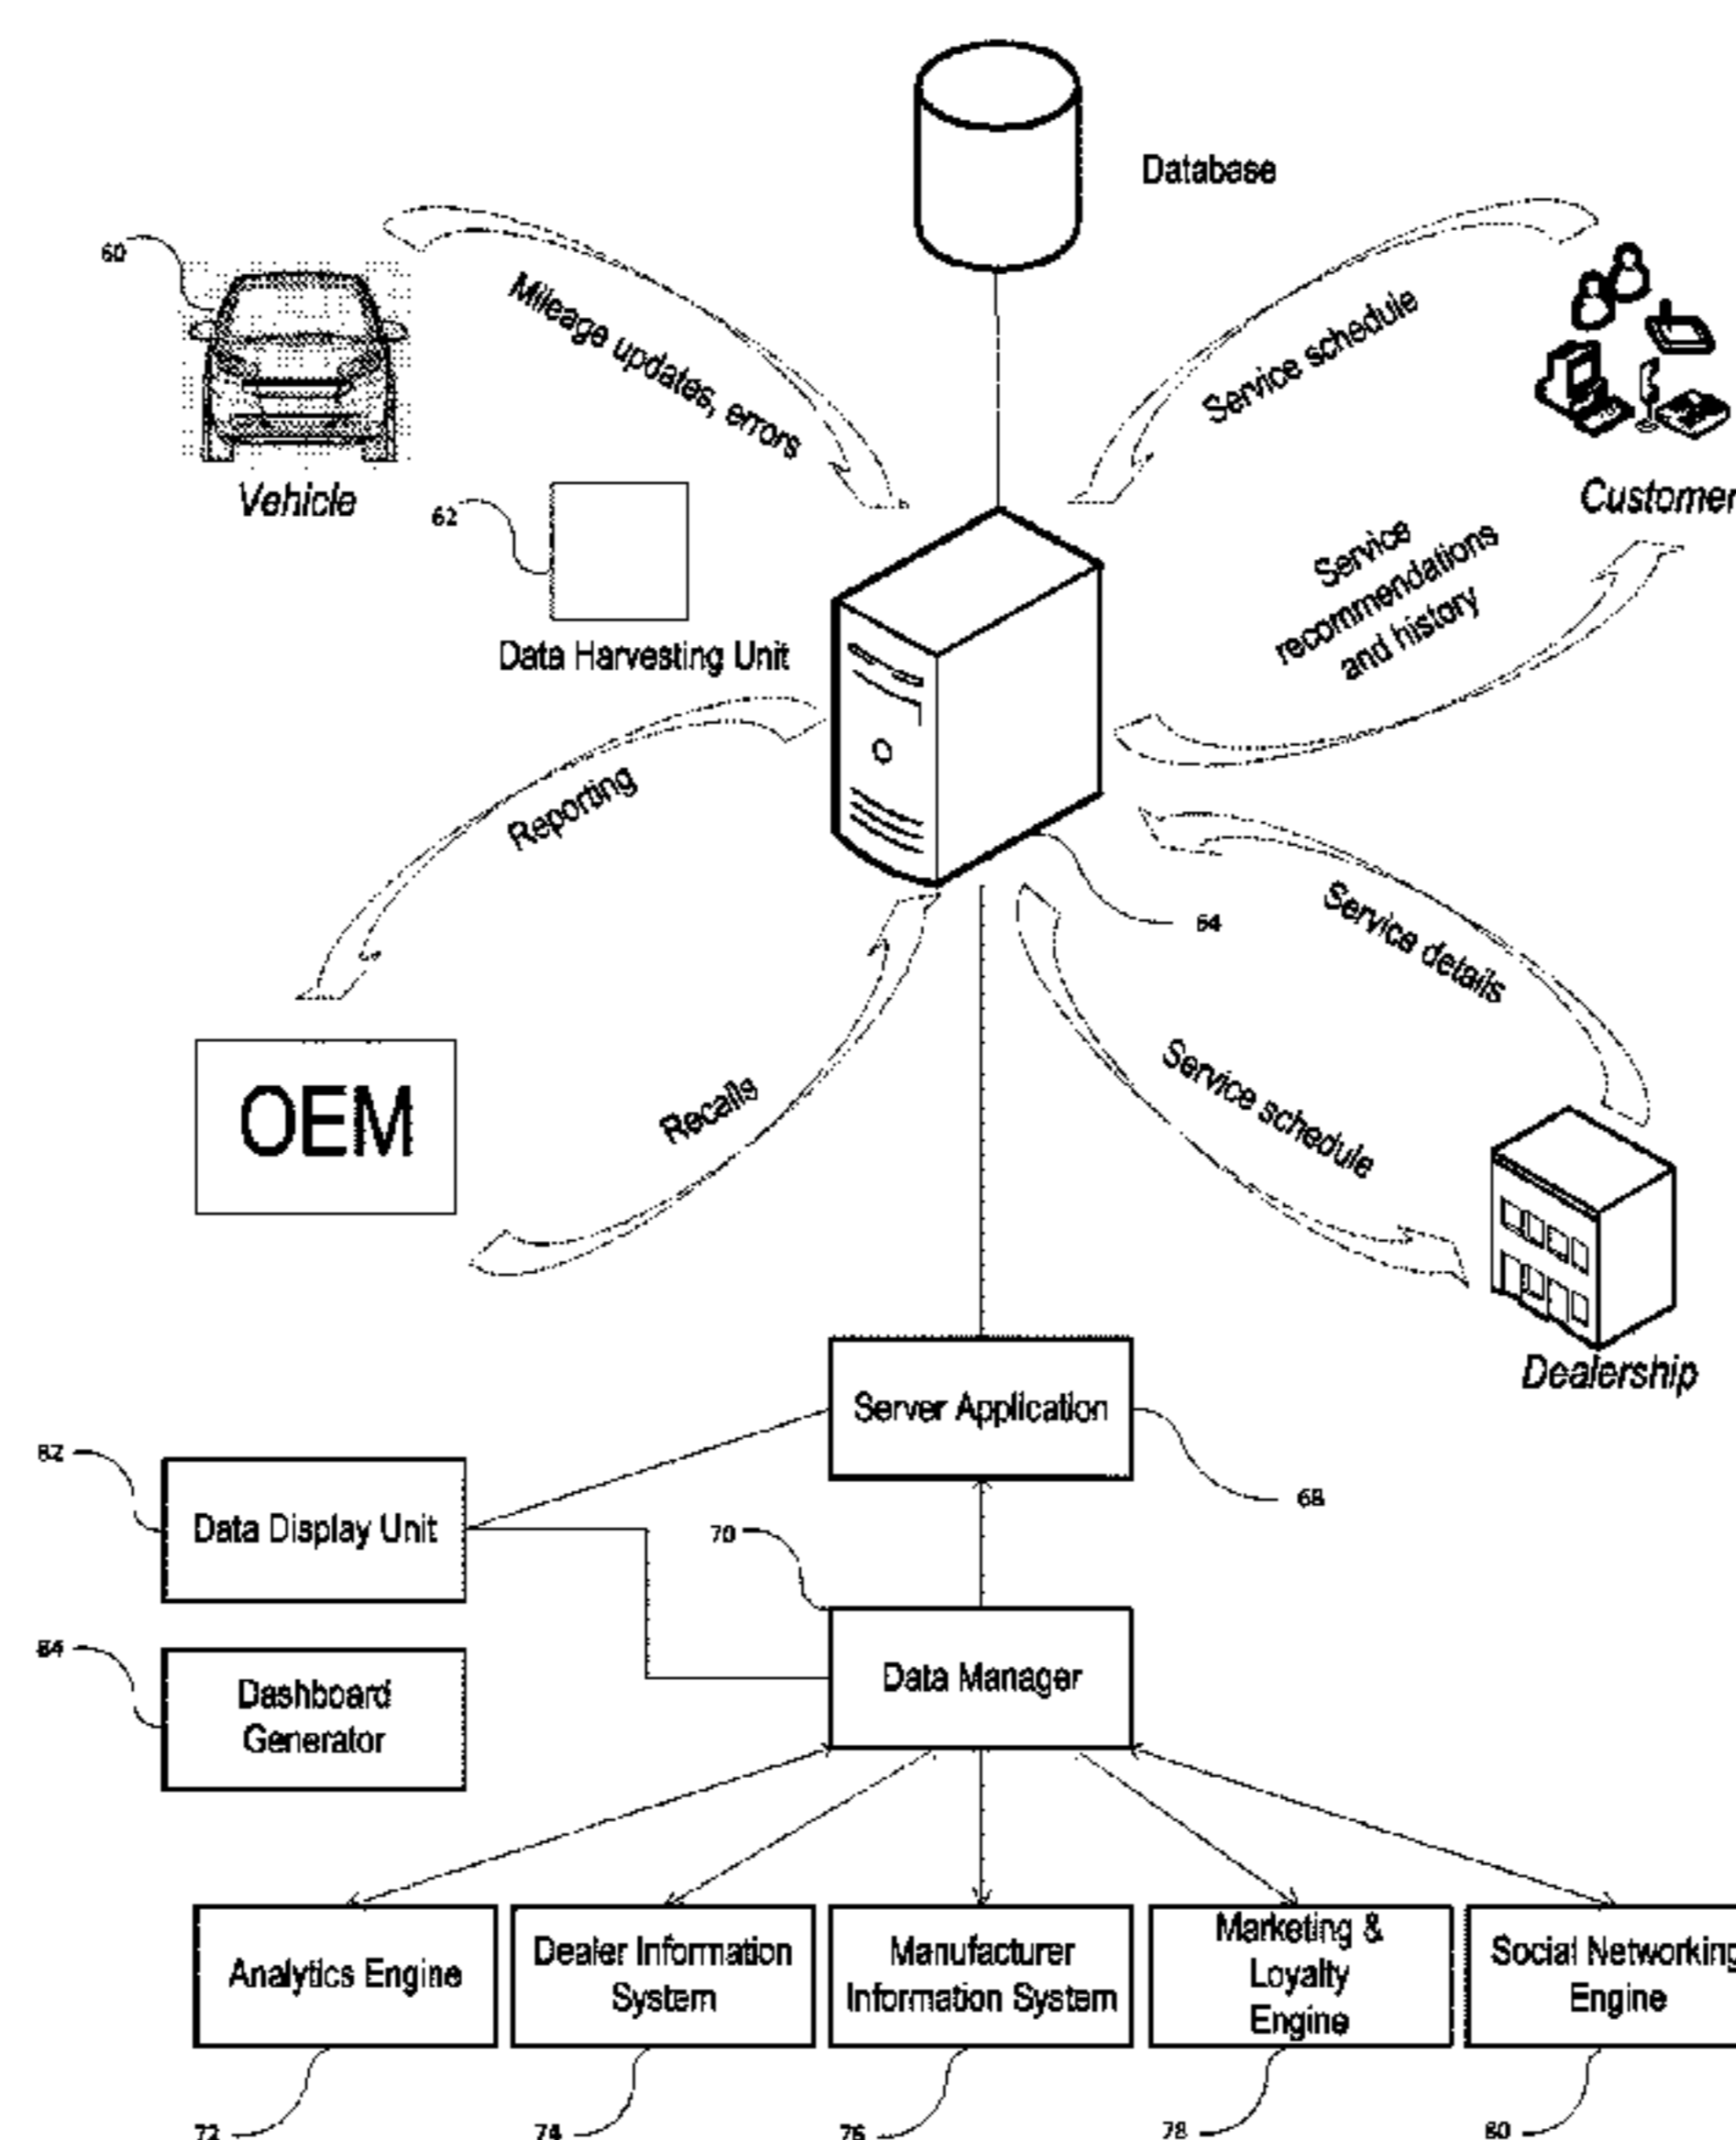 Database
60
Mileage updates, errors
Service schedule
Vehicle
62
Customer
Service
recommendations
and history
Data Harvesting Unit
Reporting
64
Service details
OEM
Recalls
Service schedule
Dealership
Server Application
82
Data Display Unit
68
70
84
Dashboard
Generator
Data Manager
Analytics Engine
Dealer Information
System
Manufacturer
Information System
Marketing &
Loyalty
Engine
Social Networking
Engine
72
74
76
78
80